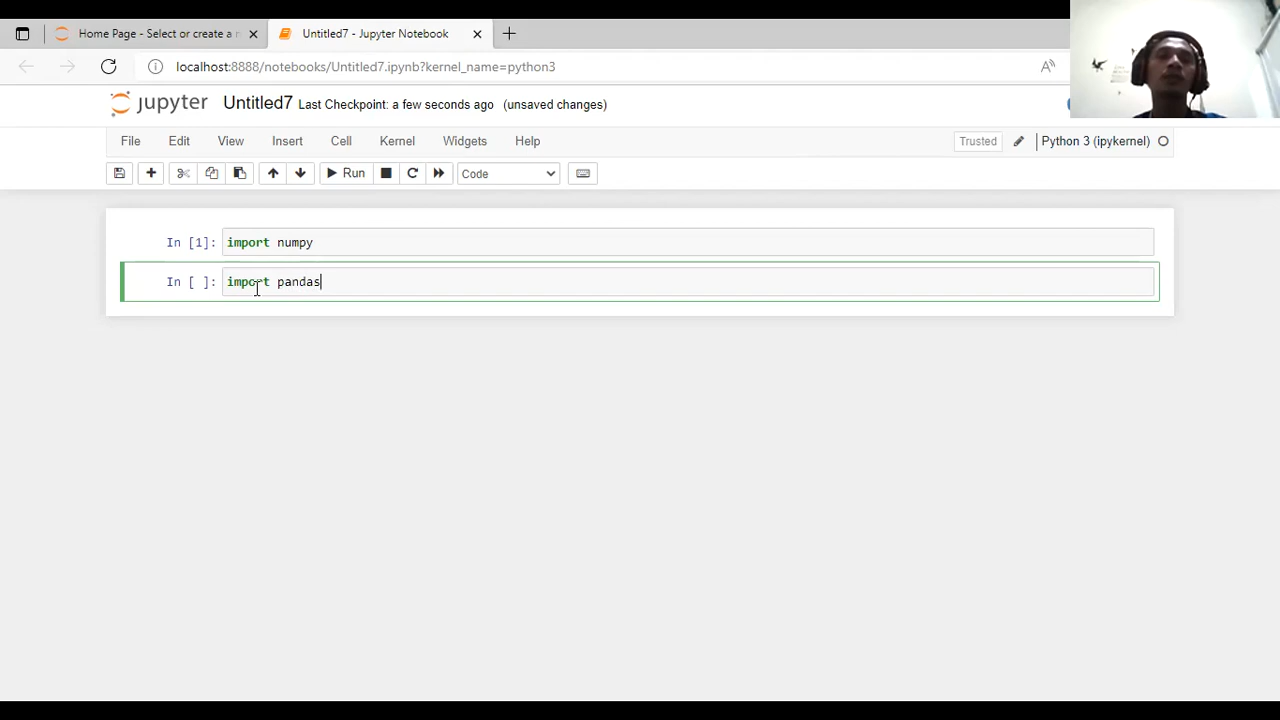 Home Page - Select or create a n
Untitled7 - Jupyter Notebook
localhost:8888/notebooks/Untitled7.ipynb?kernel_name=python3
jupyter Untitled7 Last Checkpoint: a few seconds ago (unsaved changes)
File Edit View Insert Cell Kernel Widgets Help Trusted Python 3 (ipykernel)
Run Code
In [1]: import numpy
In [ ]: import pandas